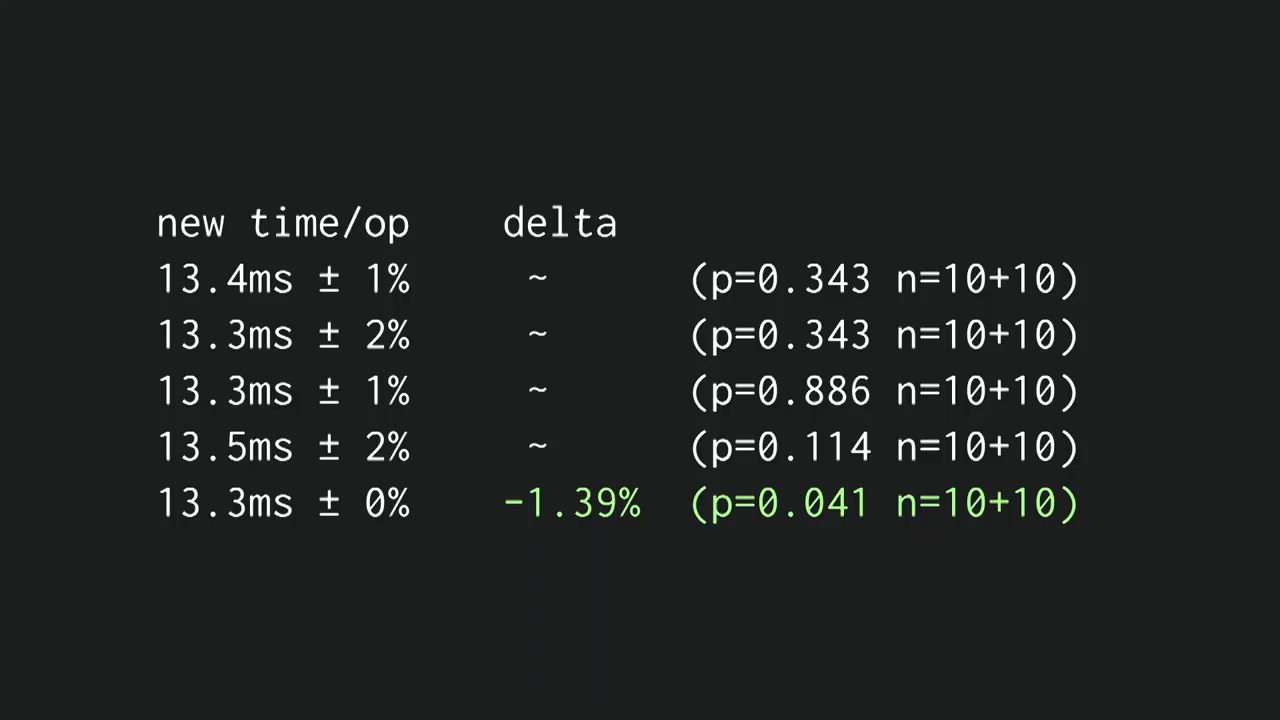 new time/op delta
13.4ms ± 1% ~ (p=0.343 n=10+10)
13.3ms ± 2% ~ (p=0.343 n=10+10)
13.3ms ± 1% ~ (p=0.886 n=10+10)
13.5ms ± 2% ~ (p=0.114 n=10+10)
13.3ms ± 0% -1.39% (p=0.041 n=10+10)